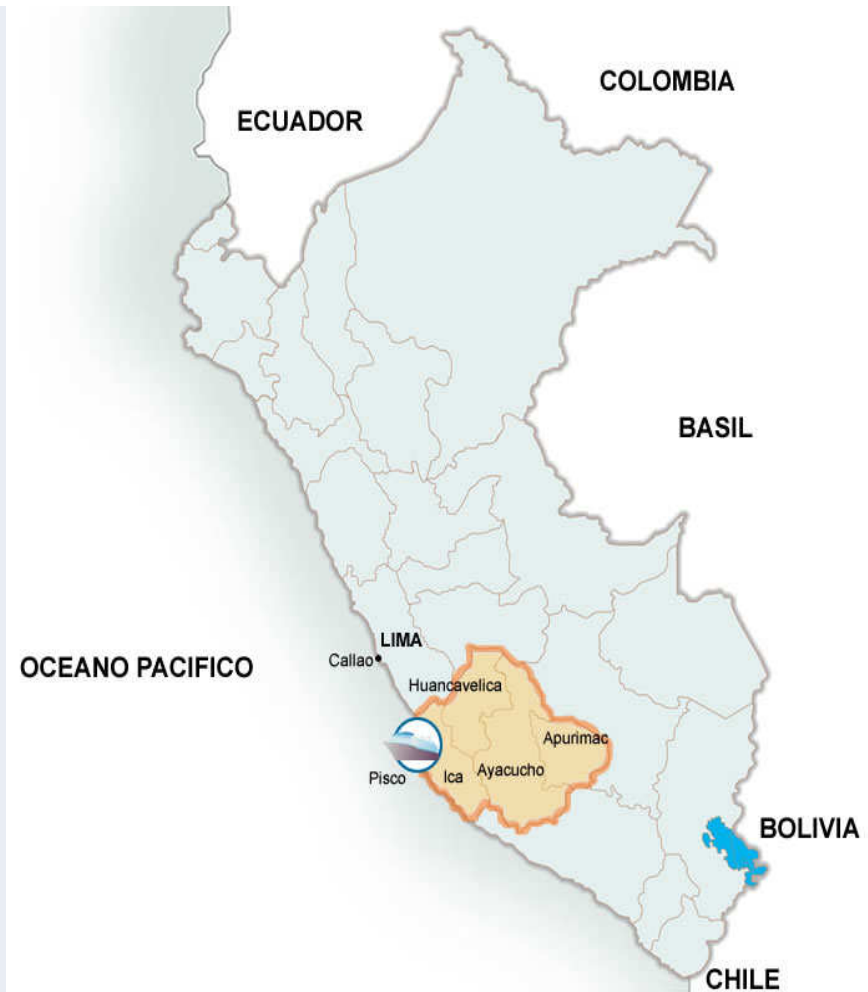 COLOMBIA
ECUADOR
BASIL
LIMA
Callao
OCEANO PACIFICO
Huancavelica
Apurimac
Ayacucho
Ica
Pisco
BOLIVIA
CHILE